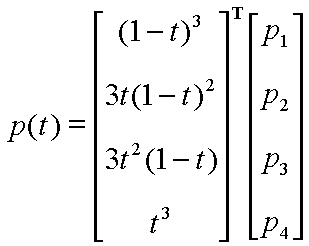 p(t) = [ (1−t)³ ]ᵀ [ p₁ ]
[ 3t(1−t)² ] [ p₂ ]
[ 3t²(1−t) ] [ p₃ ]
[ t³ ] [ p₄ ]